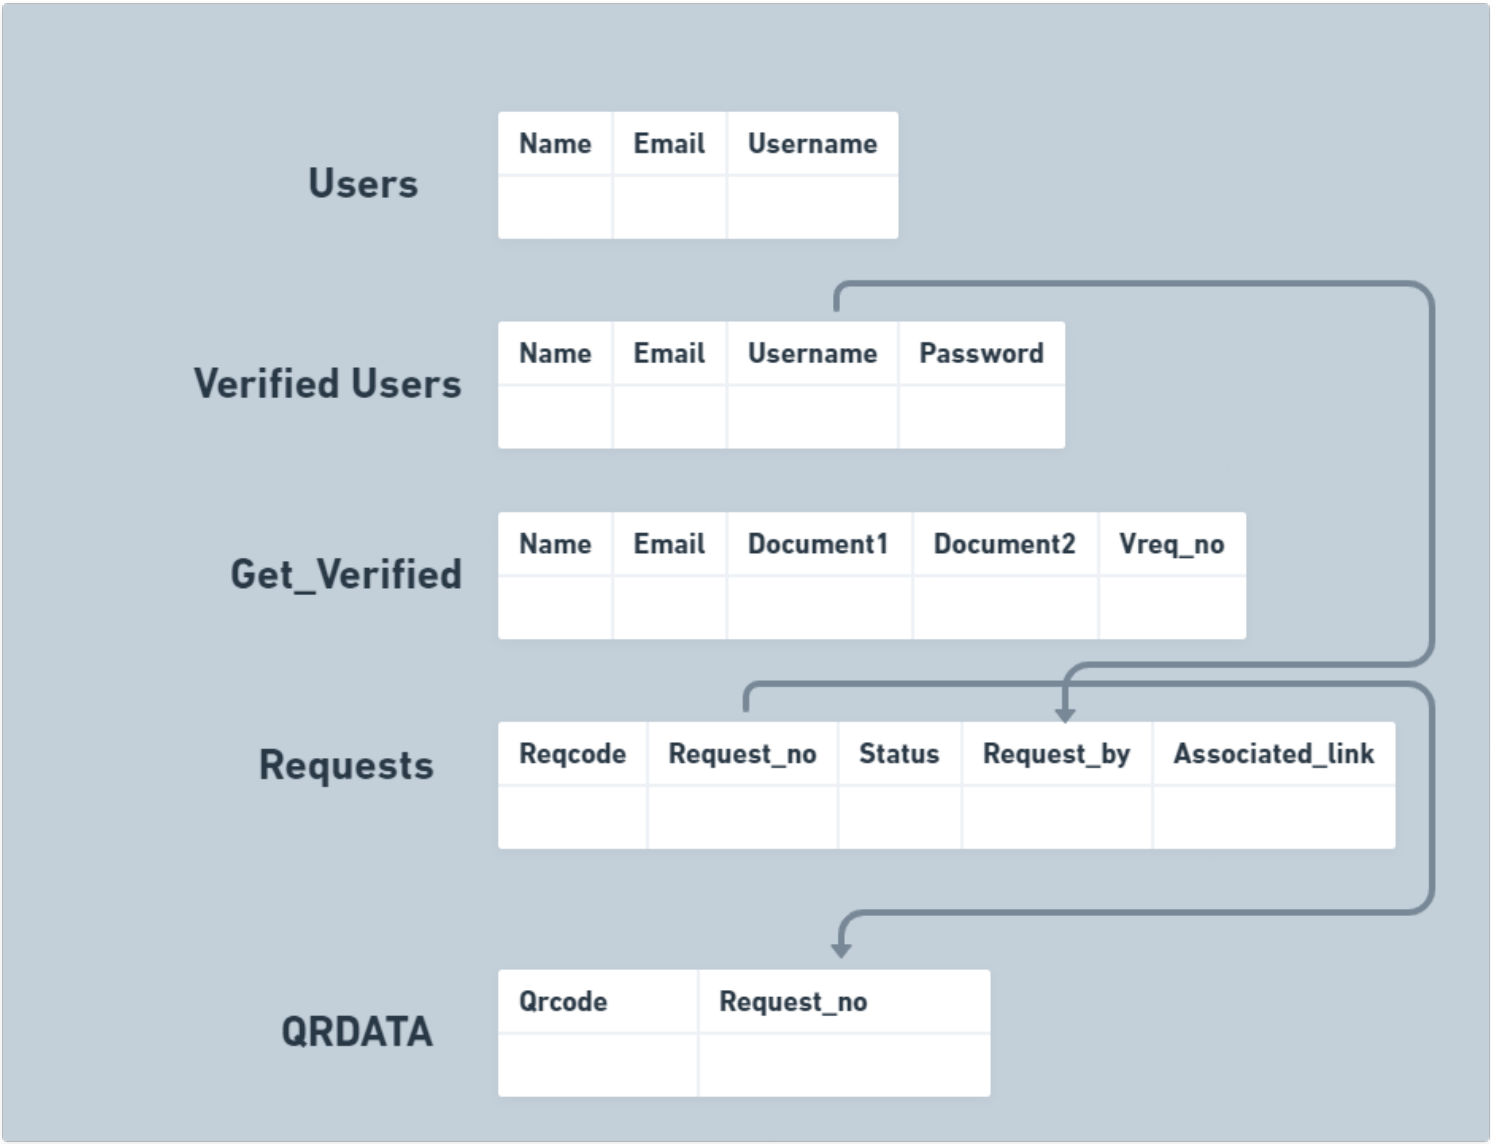 Users
Name Email Username
Verified Users
Name Email Username Password
Get_Verified
Name Email Document1 Document2 Vreq_no
Requests
Reqcode Request_no Status Request_by Associated_link
QRDATA
Qrcode Request_no